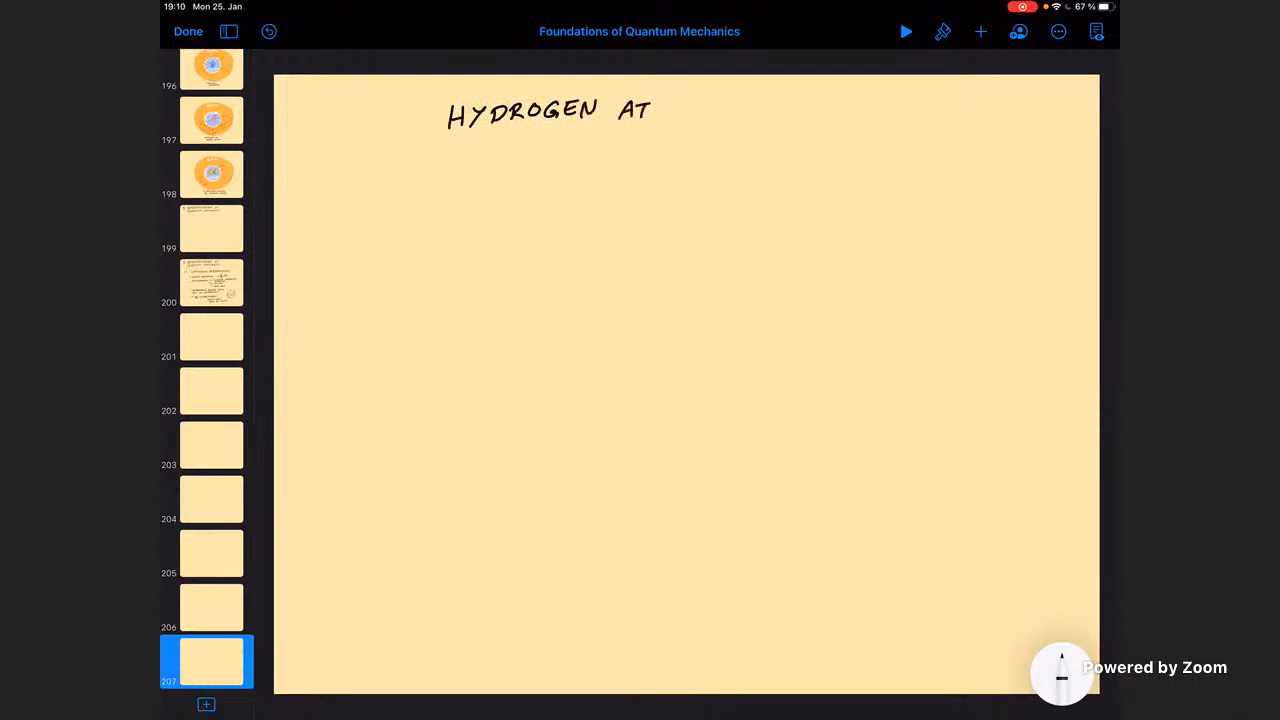 19:10 Mon 25. Jan
67 %
Done
Foundations of Quantum Mechanics
196
197
198
199
200
201
202
203
204
205
206
207
HYDROGEN AT
Powered by Zoom